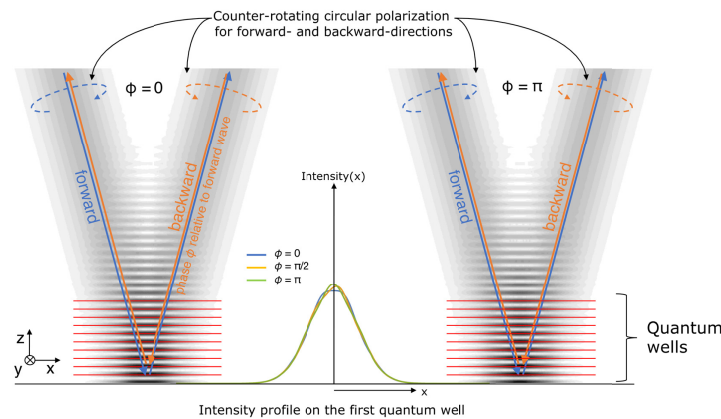 Counter-rotating circular polarization
for forward- and backward-directions
ϕ = 0
ϕ = π
forward
backward
phase ϕ relative to forward wave
Intensity(x)
forward
backward
ϕ = 0
ϕ = π/2
ϕ = π
z
y
x
Quantum
wells
x
Intensity profile on the first quantum well